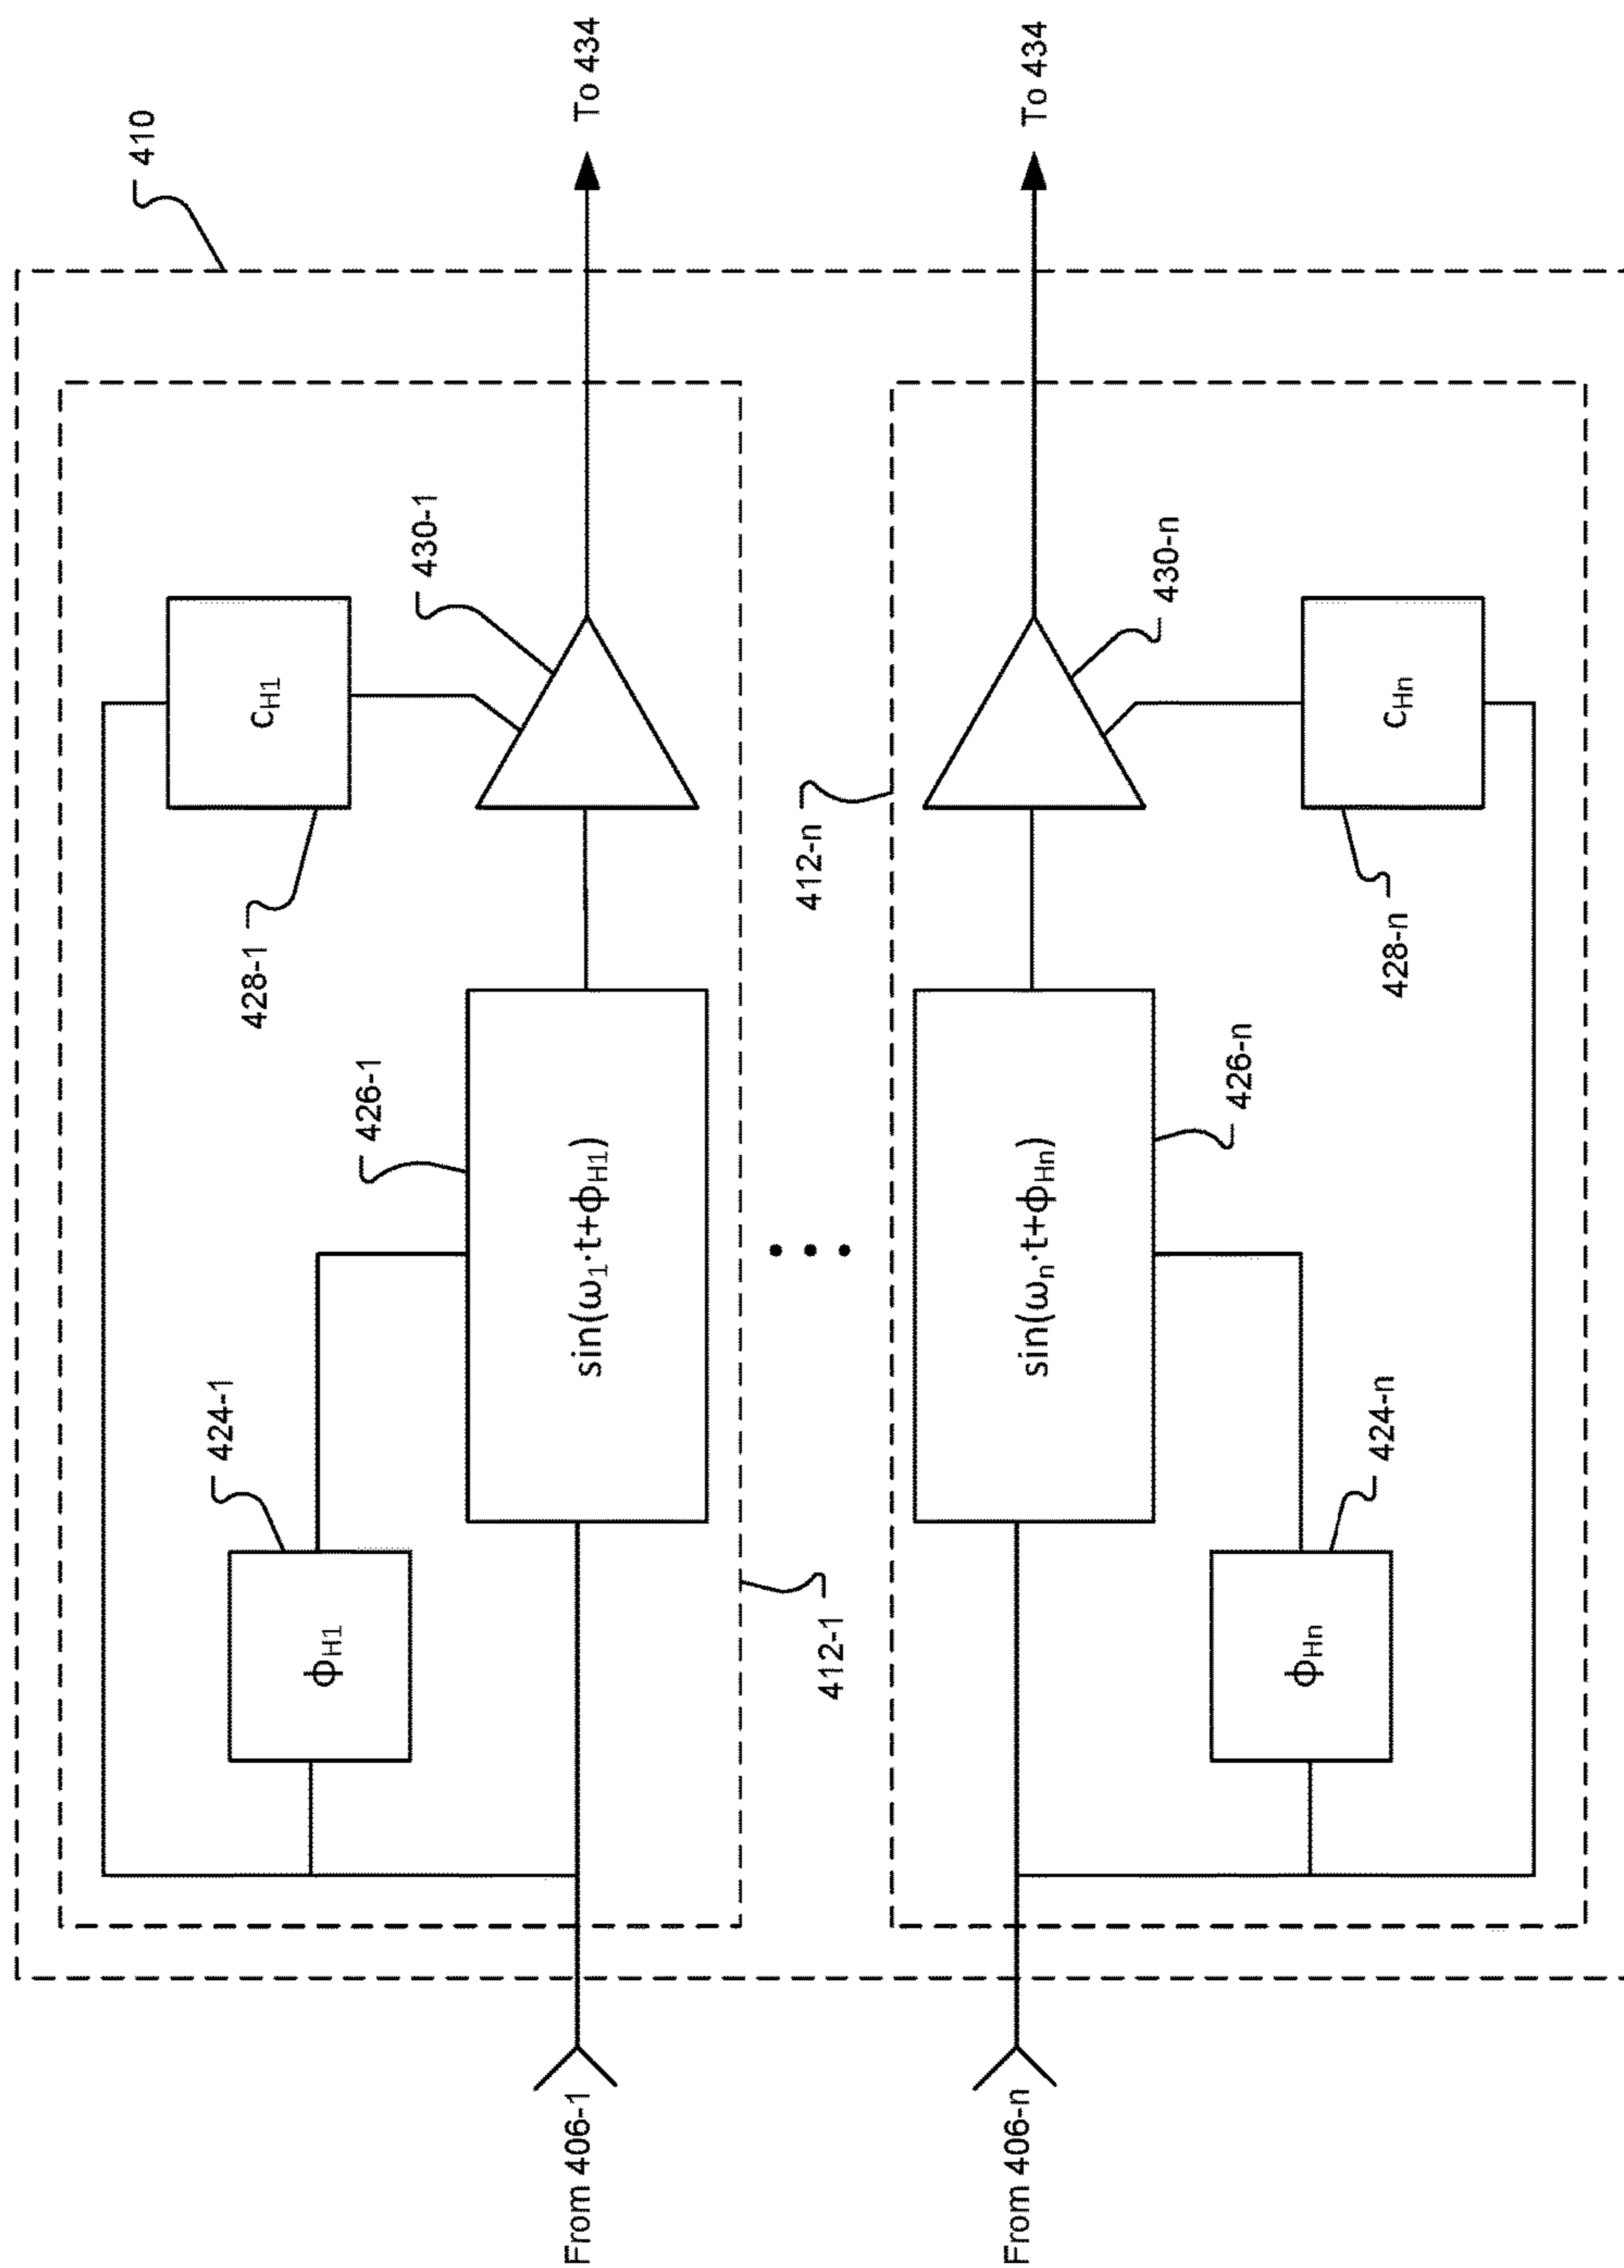 410
428-1
C_H1
430-1
424-1
ϕ_H1
426-1
sin(ω_1·t+ϕ_H1)
From 406-1
To 434
412-1
412-n
From 406-n
sin(ω_n·t+ϕ_Hn)
To 434
430-n
426-n
ϕ_Hn
424-n
C_Hn
428-n